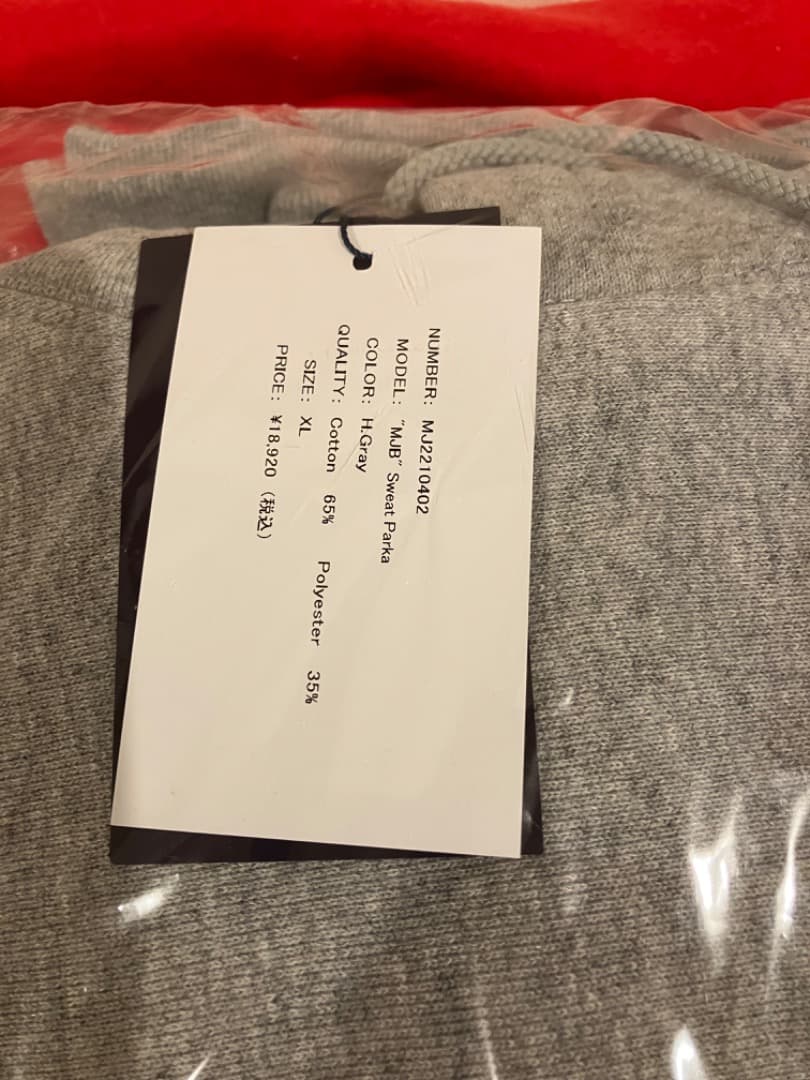 NUMBER: MJ2210402
MODEL: "MJB" Sweat Parka
COLOR: H.Gray
QUALITY: Cotton 65% Polyester 35%
SIZE: XL
PRICE: ¥18,920 (税込)